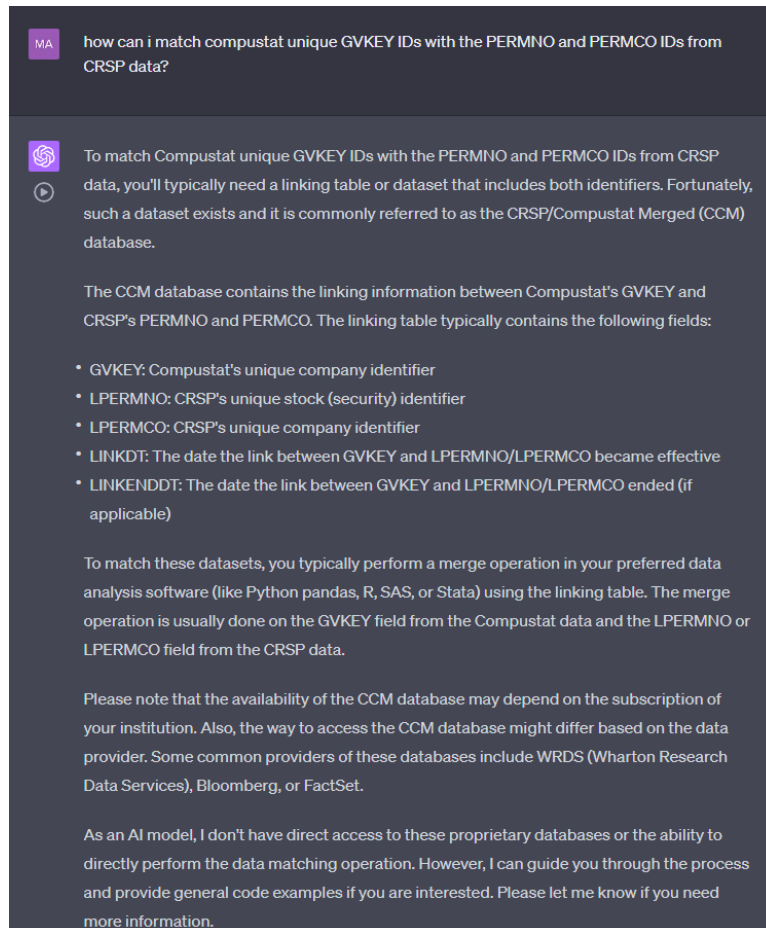 MA
how can i match compustat unique GVKEY IDs with the PERMNO and PERMCO IDs from
CRSP data?
To match Compustat unique GVKEY IDs with the PERMNO and PERMCO IDs from CRSP
data, you'll typically need a linking table or dataset that includes both identifiers. Fortunately,
such a dataset exists and it is commonly referred to as the CRSP/Compustat Merged (CCM)
database.
The CCM database contains the linking information between Compustat's GVKEY and
CRSP's PERMNO and PERMCO. The linking table typically contains the following fields:
• GVKEY: Compustat's unique company identifier
• LPERMNO: CRSP's unique stock (security) identifier
• LPERMCO: CRSP's unique company identifier
• LINKDT: The date the link between GVKEY and LPERMNO/LPERMCO became effective
• LINKENDDT: The date the link between GVKEY and LPERMNO/LPERMCO ended (if
applicable)
To match these datasets, you typically perform a merge operation in your preferred data
analysis software (like Python pandas, R, SAS, or Stata) using the linking table. The merge
operation is usually done on the GVKEY field from the Compustat data and the LPERMNO or
LPERMCO field from the CRSP data.
Please note that the availability of the CCM database may depend on the subscription of
your institution. Also, the way to access the CCM database might differ based on the data
provider. Some common providers of these databases include WRDS (Wharton Research
Data Services), Bloomberg, or FactSet.
As an AI model, I don't have direct access to these proprietary databases or the ability to
directly perform the data matching operation. However, I can guide you through the process
and provide general code examples if you are interested. Please let me know if you need
more information.